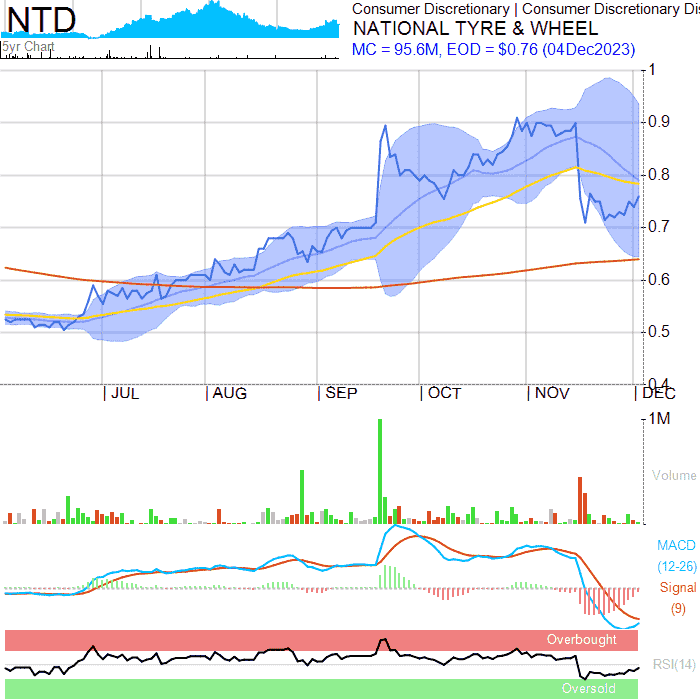 NTD
5yr Chart
Consumer Discretionary | Consumer Discretionary Dis
NATIONAL TYRE & WHEEL
MC = 95.6M, EOD = $0.76 (04Dec2023)
1
0.9
0.8
0.7
0.6
0.5
0.4
JUL AUG SEP OCT NOV DEC
1M
Volume
MACD
(12-26)
Signal
(9)
Overbought
RSI(14)
Oversold